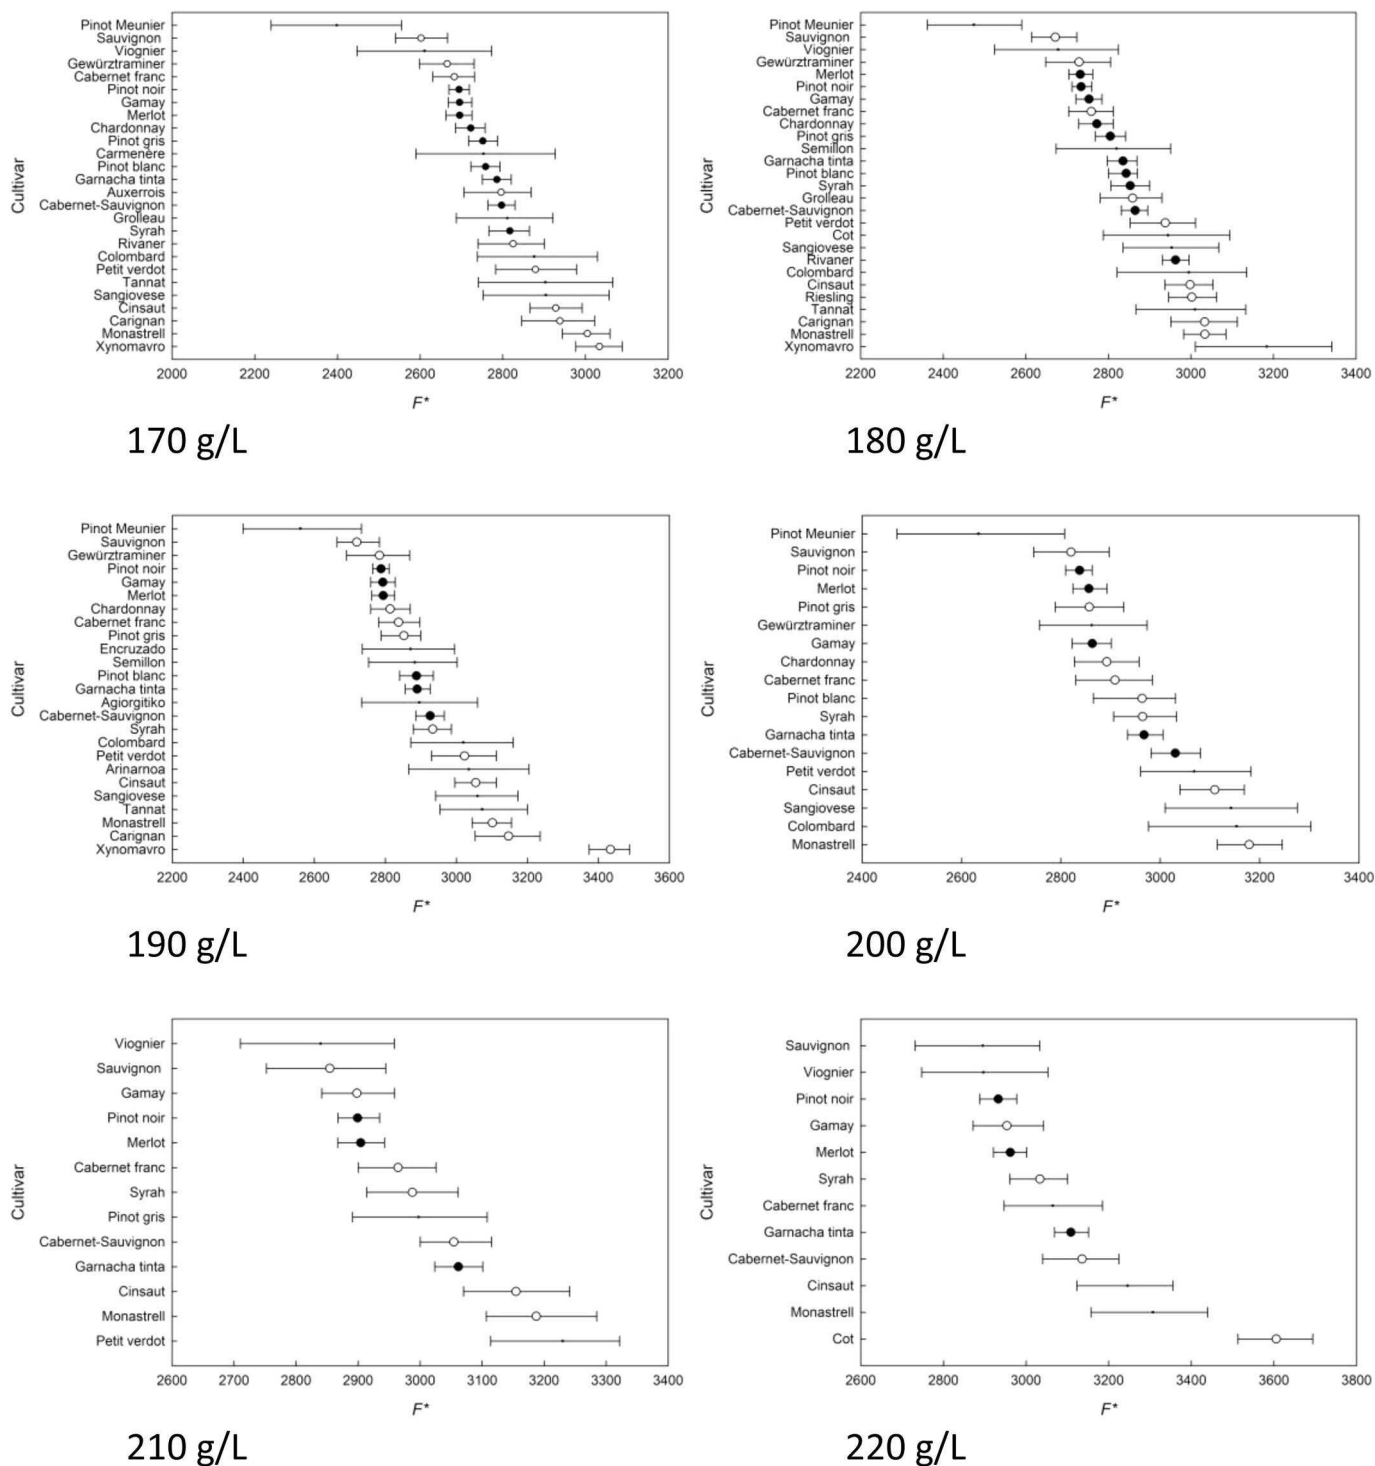 Cultivar
Pinot Meunier
Sauvignon
Viognier
Gewürztraminer
Cabernet franc
Pinot noir
Gamay
Merlot
Chardonnay
Pinot gris
Carmenère
Pinot blanc
Garnacha tinta
Auxerrois
Cabernet-Sauvignon
Grolleau
Syrah
Rivaner
Colombard
Petit verdot
Tannat
Sangiovese
Cinsaut
Carignan
Monastrell
Xynomavro
2000 2200 2400 2600 2800 3000 3200
F*
170 g/L
Cultivar
Pinot Meunier
Sauvignon
Viognier
Gewürztraminer
Merlot
Pinot noir
Gamay
Cabernet franc
Chardonnay
Pinot gris
Semillon
Garnacha tinta
Pinot blanc
Syrah
Grolleau
Cabernet-Sauvignon
Petit verdot
Cot
Sangiovese
Rivaner
Colombard
Cinsaut
Riesling
Tannat
Carignan
Monastrell
Xynomavro
2200 2400 2600 2800 3000 3200 3400
F*
180 g/L
Cultivar
Pinot Meunier
Sauvignon
Gewürztraminer
Pinot noir
Gamay
Merlot
Chardonnay
Cabernet franc
Pinot gris
Encruzado
Semillon
Pinot blanc
Garnacha tinta
Agiorgitiko
Cabernet-Sauvignon
Syrah
Colombard
Petit verdot
Arinarnoa
Cinsaut
Sangiovese
Tannat
Monastrell
Carignan
Xynomavro
2200 2400 2600 2800 3000 3200 3400 3600
F*
190 g/L
Cultivar
Pinot Meunier
Sauvignon
Pinot noir
Merlot
Pinot gris
Gewürztraminer
Gamay
Chardonnay
Cabernet franc
Pinot blanc
Syrah
Garnacha tinta
Cabernet-Sauvignon
Petit verdot
Cinsaut
Sangiovese
Colombard
Monastrell
2400 2600 2800 3000 3200 3400
F*
200 g/L
Cultivar
Viognier
Sauvignon
Gamay
Pinot noir
Merlot
Cabernet franc
Syrah
Pinot gris
Cabernet-Sauvignon
Garnacha tinta
Cinsaut
Monastrell
Petit verdot
2600 2700 2800 2900 3000 3100 3200 3300 3400
F*
210 g/L
Cultivar
Sauvignon
Viognier
Pinot noir
Gamay
Merlot
Syrah
Cabernet franc
Garnacha tinta
Cabernet-Sauvignon
Cinsaut
Monastrell
Cot
2600 2800 3000 3200 3400 3600 3800
F*
220 g/L